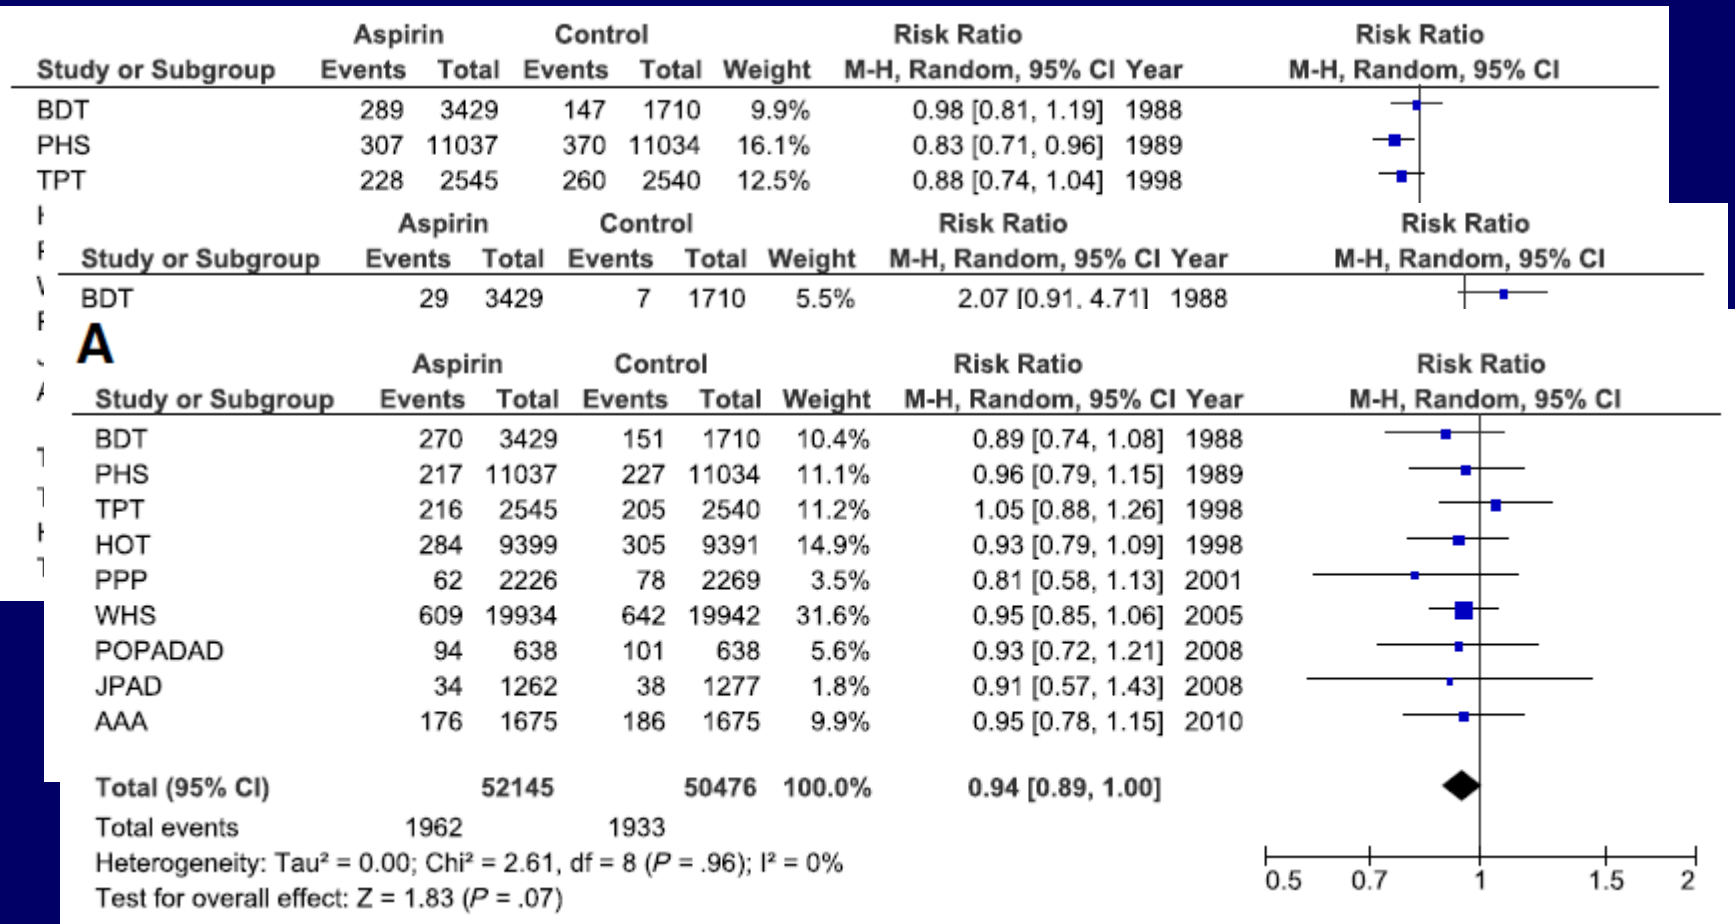 Aspirin Control Risk Ratio Risk Ratio
Study or Subgroup Events Total Events Total Weight M-H, Random, 95% CI Year M-H, Random, 95% CI
BDT 289 3429 147 1710 9.9% 0.98 [0.81, 1.19] 1988
PHS 307 11037 370 11034 16.1% 0.83 [0.71, 0.96] 1989
TPT 228 2545 260 2540 12.5% 0.88 [0.74, 1.04] 1998
Aspirin Control Risk Ratio Risk Ratio
Study or Subgroup Events Total Events Total Weight M-H, Random, 95% CI Year M-H, Random, 95% CI
BDT 29 3429 7 1710 5.5% 2.07 [0.91, 4.71] 1988
A
Aspirin Control Risk Ratio Risk Ratio
Study or Subgroup Events Total Events Total Weight M-H, Random, 95% CI Year M-H, Random, 95% CI
BDT 270 3429 151 1710 10.4% 0.89 [0.74, 1.08] 1988
PHS 217 11037 227 11034 11.1% 0.96 [0.79, 1.15] 1989
TPT 216 2545 205 2540 11.2% 1.05 [0.88, 1.26] 1998
HOT 284 9399 305 9391 14.9% 0.93 [0.79, 1.09] 1998
PPP 62 2226 78 2269 3.5% 0.81 [0.58, 1.13] 2001
WHS 609 19934 642 19942 31.6% 0.95 [0.85, 1.06] 2005
POPADAD 94 638 101 638 5.6% 0.93 [0.72, 1.21] 2008
JPAD 34 1262 38 1277 1.8% 0.91 [0.57, 1.43] 2008
AAA 176 1675 186 1675 9.9% 0.95 [0.78, 1.15] 2010
Total (95% CI) 52145 50476 100.0% 0.94 [0.89, 1.00]
Total events 1962 1933
Heterogeneity: Tau² = 0.00; Chi² = 2.61, df = 8 (P = .96); I² = 0%
Test for overall effect: Z = 1.83 (P = .07)
0.5 0.7 1 1.5 2